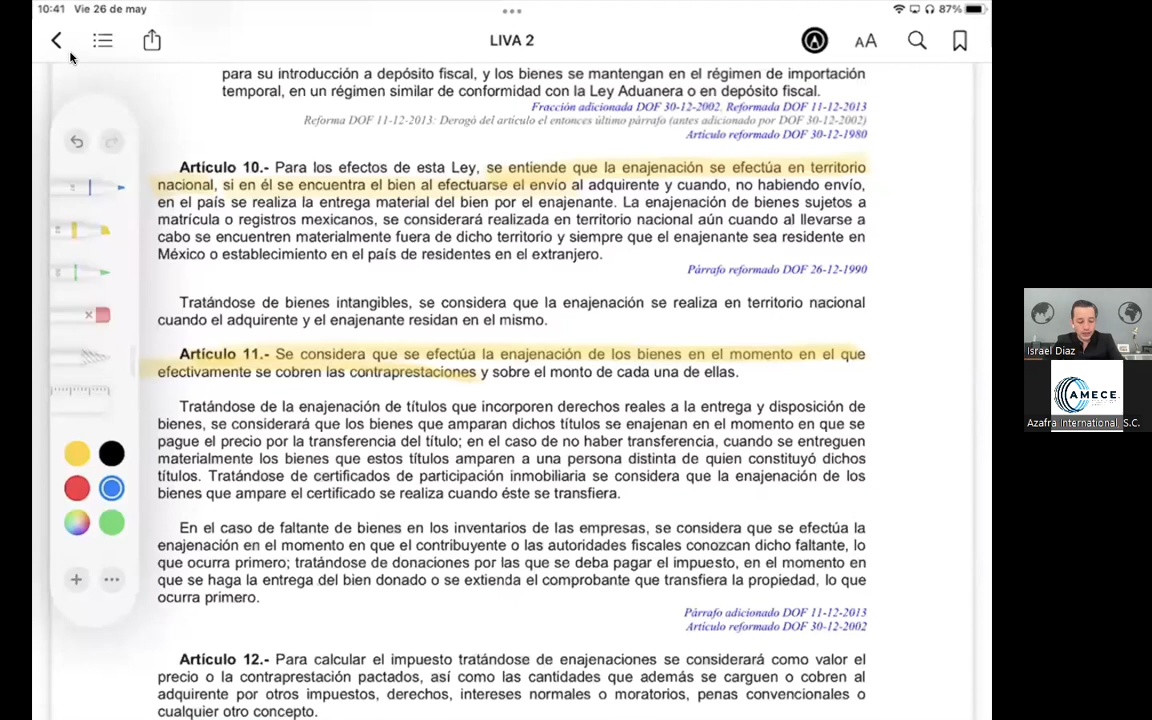 10:41 Vie 26 de may
87%
LIVA 2
AA
para su introducción a depósito fiscal, y los bienes se mantengan en el régimen de importación
temporal, en un régimen similar de conformidad con la Ley Aduanera o en depósito fiscal.
Fracción adicionada DOF 30-12-2002. Reformada DOF 11-12-2013
Reforma DOF 11-12-2013: Derogó del artículo el entonces último párrafo (antes adicionado por DOF 30-12-2002)
Artículo reformado DOF 30-12-1980
Artículo 10.- Para los efectos de esta Ley, se entiende que la enajenación se efectúa en territorio
nacional, si en él se encuentra el bien al efectuarse el envío al adquirente y cuando, no habiendo envío,
en el país se realiza la entrega material del bien por el enajenante. La enajenación de bienes sujetos a
matrícula o registros mexicanos, se considerará realizada en territorio nacional aún cuando al llevarse a
cabo se encuentren materialmente fuera de dicho territorio y siempre que el enajenante sea residente en
México o establecimiento en el país de residentes en el extranjero.
Párrafo reformado DOF 26-12-1990
Tratándose de bienes intangibles, se considera que la enajenación se realiza en territorio nacional
cuando el adquirente y el enajenante residan en el mismo.
Artículo 11.- Se considera que se efectúa la enajenación de los bienes en el momento en el que
efectivamente se cobren las contraprestaciones y sobre el monto de cada una de ellas.
Tratándose de la enajenación de títulos que incorporen derechos reales a la entrega y disposición de
bienes, se considerará que los bienes que amparan dichos títulos se enajenan en el momento en que se
pague el precio por la transferencia del título; en el caso de no haber transferencia, cuando se entreguen
materialmente los bienes que estos títulos amparen a una persona distinta de quien constituyó dichos
títulos. Tratándose de certificados de participación inmobiliaria se considera que la enajenación de los
bienes que ampare el certificado se realiza cuando éste se transfiera.
En el caso de faltante de bienes en los inventarios de las empresas, se considera que se efectúa la
enajenación en el momento en que el contribuyente o las autoridades fiscales conozcan dicho faltante, lo
que ocurra primero; tratándose de donaciones por las que se deba pagar el impuesto, en el momento en
que se haga la entrega del bien donado o se extienda el comprobante que transfiera la propiedad, lo que
ocurra primero.
Párrafo adicionado DOF 11-12-2013
Artículo reformado DOF 30-12-2002
Artículo 12.- Para calcular el impuesto tratándose de enajenaciones se considerará como valor el
precio o la contraprestación pactados, así como las cantidades que además se carguen o cobren al
adquirente por otros impuestos, derechos, intereses normales o moratorios, penas convencionales o
cualquier otro concepto.
Israel Diaz
AMECE
Azafra International, S.C.